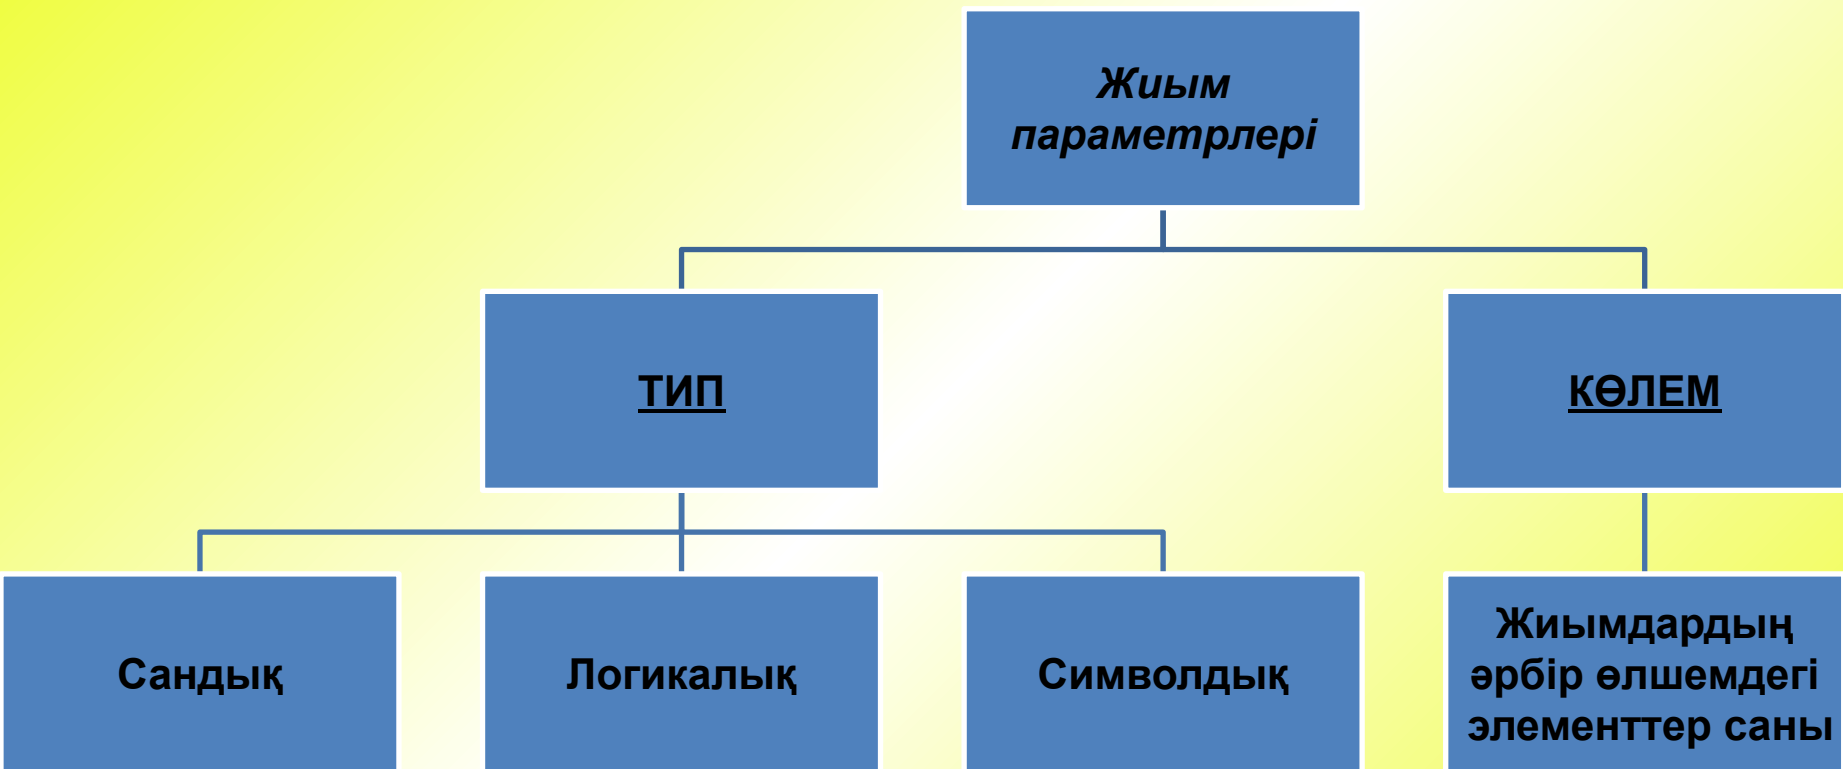 Жиым
параметрлері
ТИП
КӨЛЕМ
Сандық
Логикалық
Символдық
Жиымдардың
әрбір өлшемдегі
элементтер саны